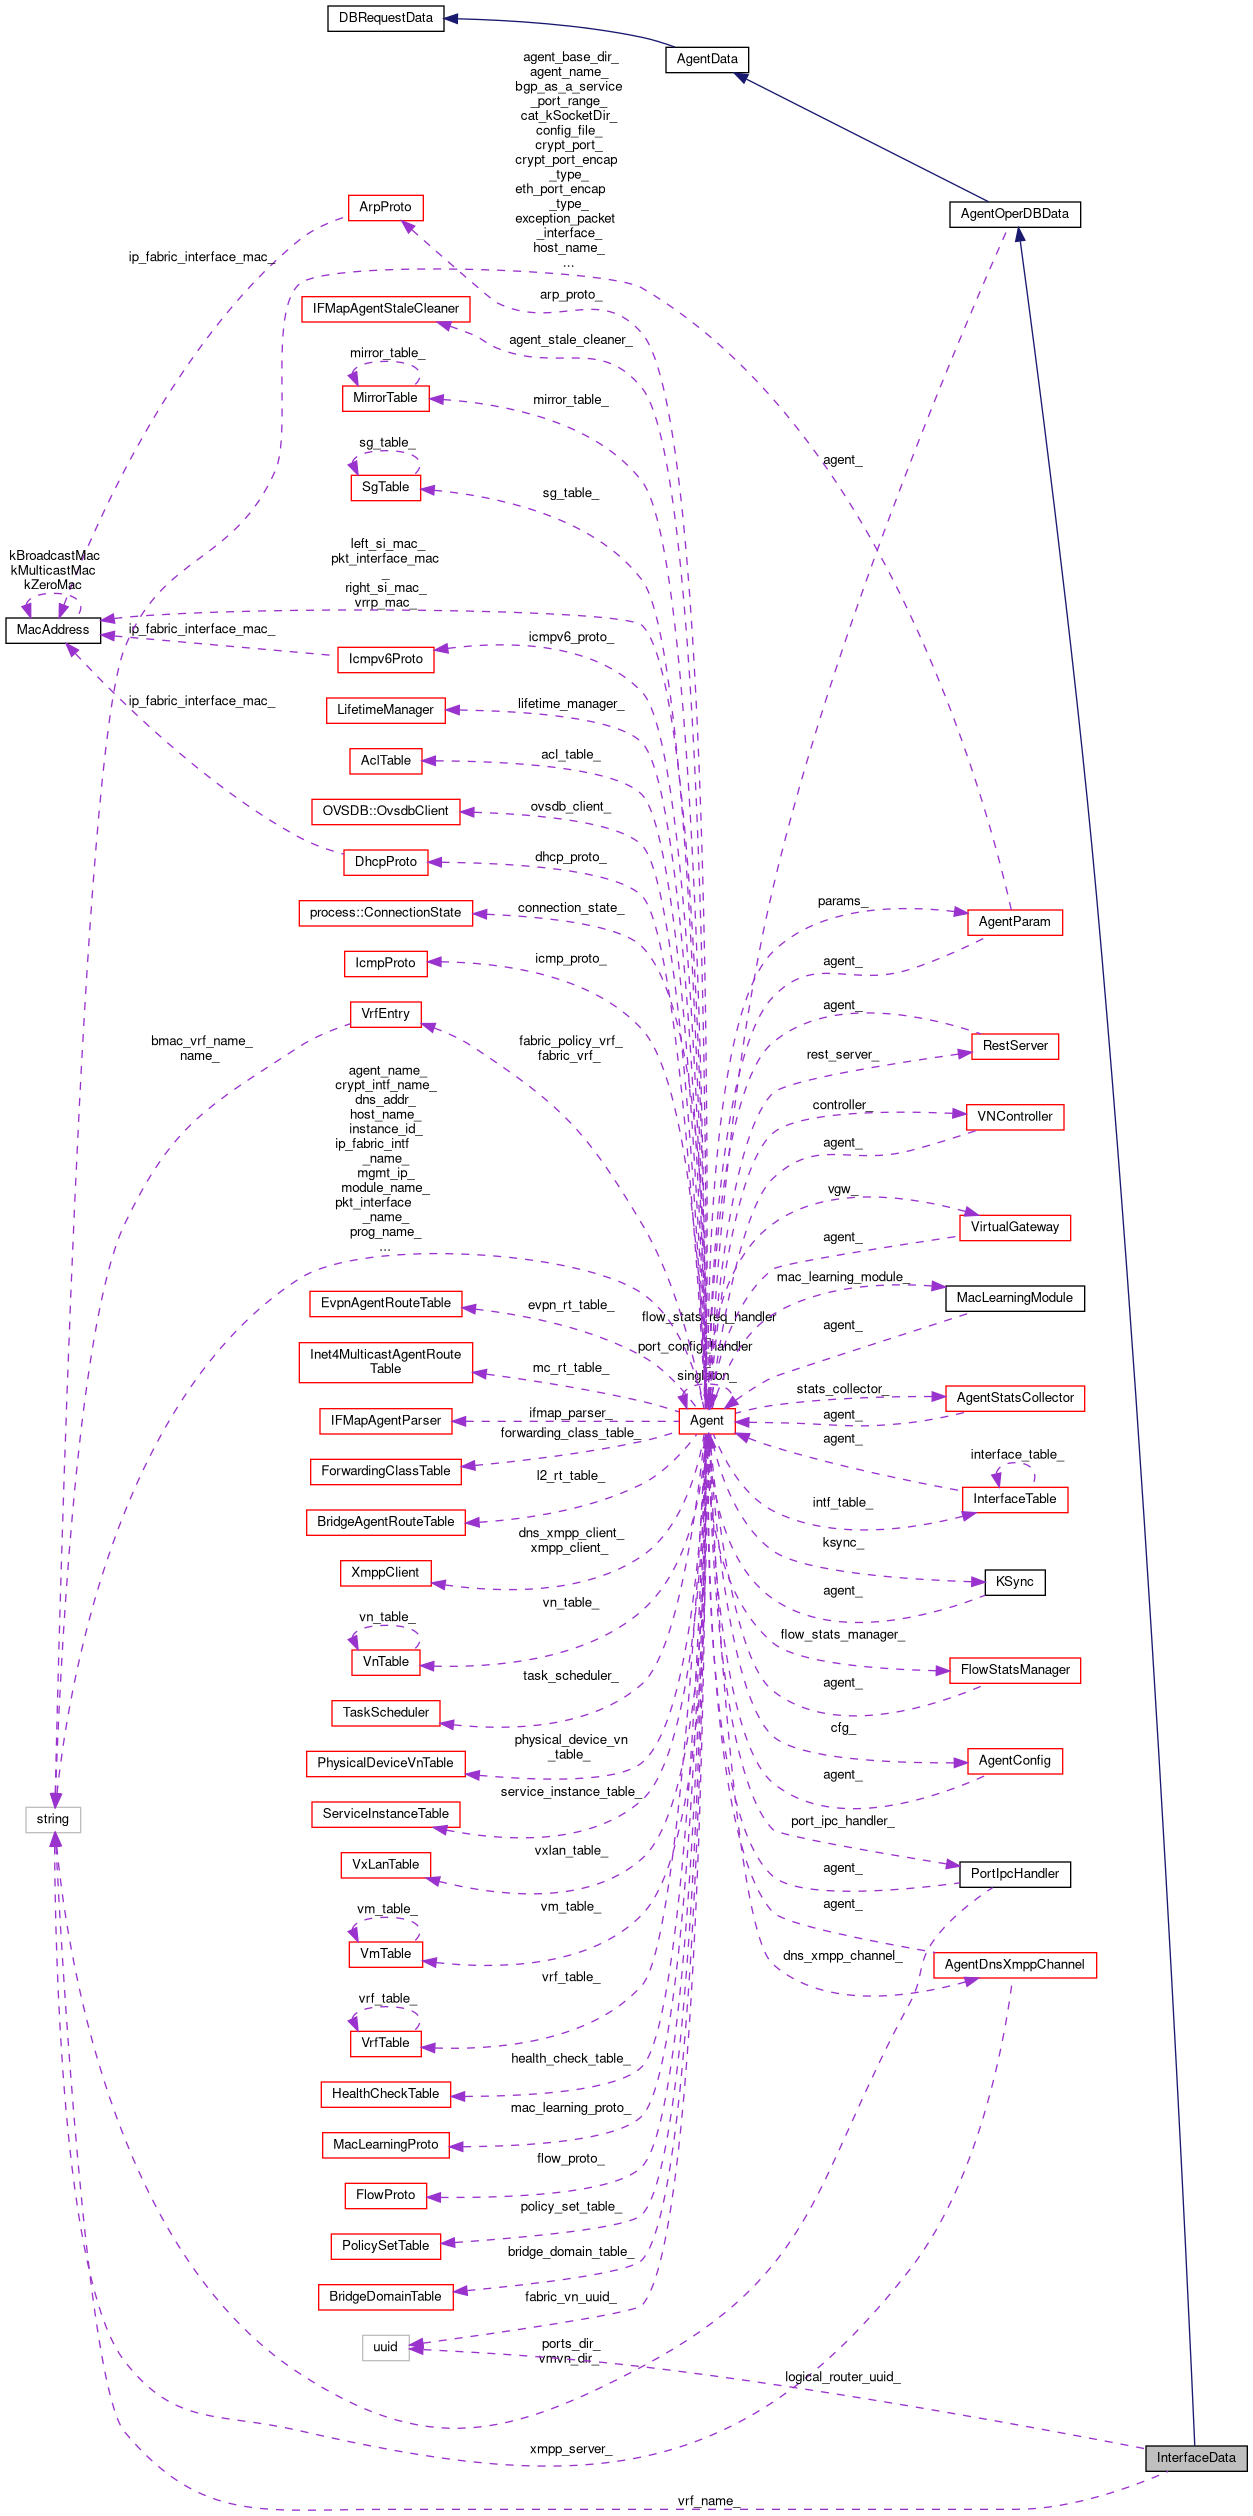 DBRequestData
AgentData
agent_base_dir_
agent_name_
bgp_as_a_service
_port_range_
cat_kSocketDir_
config_file_
crypt_port_
crypt_port_encap
_type_
eth_port_encap
_type_
exception_packet
_interface_
host_name_
...
ArpProto
AgentOperDBData
ip_fabric_interface_mac_
arp_proto_
IFMapAgentStaleCleaner
agent_stale_cleaner_
mirror_table_
MirrorTable
mirror_table_
agent_
sg_table_
SgTable
sg_table_
kBroadcastMac
kMulticastMac
kZeroMac
MacAddress
left_si_mac_
pkt_interface_mac
_
right_si_mac_
vrrp_mac_
ip_fabric_interface_mac_
Icmpv6Proto
icmpv6_proto_
ip_fabric_interface_mac_
LifetimeManager
lifetime_manager_
AclTable
acl_table_
OVSDB::OvsdbClient
ovsdb_client_
DhcpProto
dhcp_proto_
process::ConnectionState
connection_state_
params_
AgentParam
IcmpProto
icmp_proto_
agent_
VrfEntry
agent_
bmac_vrf_name_
name_
fabric_policy_vrf_
fabric_vrf_
rest_server_
RestServer
agent_name_
crypt_intf_name_
dns_addr_
host_name_
instance_id_
ip_fabric_intf
_name_
mgmt_ip_
module_name_
pkt_interface
_name_
prog_name_
...
controller_
VNController
agent_
vgw_
VirtualGateway
agent_
EvpnAgentRouteTable
evpn_rt_table_
mac_learning_module_
MacLearningModule
agent_
flow_stats_req_handler
_
port_config_handler
_
singleton_
Inet4MulticastAgentRoute
Table
mc_rt_table_
stats_collector_
AgentStatsCollector
IFMapAgentParser
ifmap_parser_
Agent
agent_
forwarding_class_table_
agent_
ForwardingClassTable
l2_rt_table_
interface_table_
InterfaceTable
intf_table_
BridgeAgentRouteTable
dns_xmpp_client_
xmpp_client_
ksync_
XmppClient
KSync
agent_
vn_table_
vn_table_
VnTable
flow_stats_manager_
FlowStatsManager
task_scheduler_
agent_
TaskScheduler
cfg_
physical_device_vn
_table_
PhysicalDeviceVnTable
AgentConfig
agent_
service_instance_table_
ServiceInstanceTable
string
port_ipc_handler_
vxlan_table_
VxLanTable
agent_
PortIpcHandler
vm_table_
vm_table_
agent_
VmTable
dns_xmpp_channel_
AgentDnsXmppChannel
vrf_table_
vrf_table_
VrfTable
health_check_table_
HealthCheckTable
mac_learning_proto_
MacLearningProto
flow_proto_
FlowProto
policy_set_table_
PolicySetTable
bridge_domain_table_
BridgeDomainTable
fabric_vn_uuid_
uuid
ports_dir_
vmvn_dir_
logical_router_uuid_
xmpp_server_
InterfaceData
vrf_name_